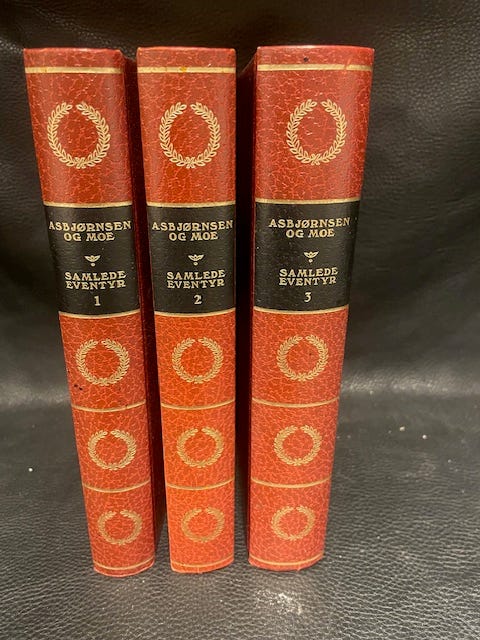 ASBJØRNSEN
OG MOE
SAMLEDE
EVENTYR
1
ASBJØRNSEN
OG MOE
SAMLEDE
EVENTYR
2
ASBJØRNSEN
OG MOE
SAMLEDE
EVENTYR
3